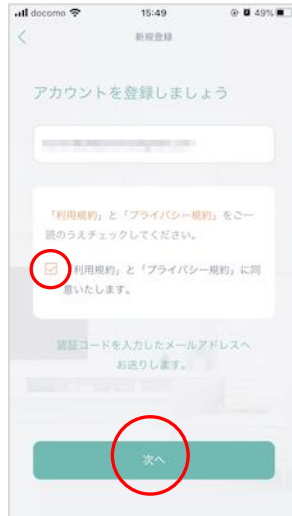 docomo 15:49 49%
新規登録
アカウントを登録しましょう
「利用規約」と「プライバシー規約」をご一
読のうえチェックしてください。
利用規約」と「プライバシー規約」に同
意いたします。
認証コードを入力したメールアドレスへ
お送りします。
次へ